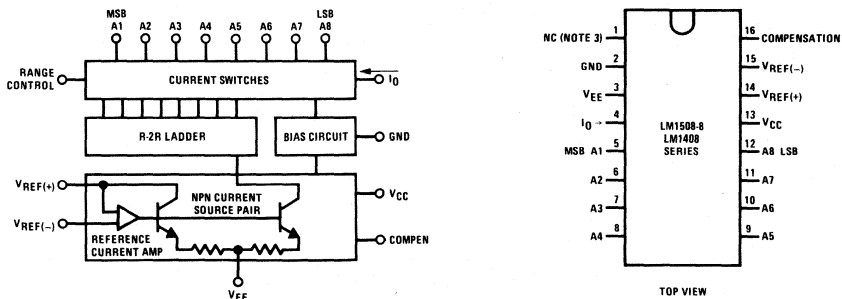 MSB LSB
A1 A2 A3 A4 A5 A6 A7 A8
RANGE
CONTROL
CURRENT SWITCHES
I0
R-2R LADDER
BIAS CIRCUIT
GND
VREF(+)
VREF(−)
NPN CURRENT
SOURCE PAIR
REFERENCE
CURRENT AMP
VCC
COMPEN
VEE
NC (NOTE 3) 1
16 COMPENSATION
GND 2
15 VREF(−)
VEE 3
14 VREF(+)
I0 → 4
13 VCC
LM1508-8
LM1408
SERIES
MSB A1 5
12 A8 LSB
A2 6
11 A7
A3 7
10 A6
A4 8
9 A5
TOP VIEW